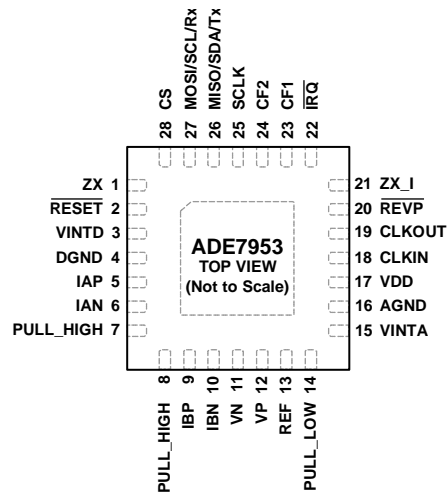 28 CS
27 MOSI/SCL/Rx
26 MISO/SDA/Tx
25 SCLK
24 CF2
23 CF1
22 IRQ
ZX 1
RESET 2
VINTD 3
DGND 4
IAP 5
IAN 6
PULL_HIGH 7
ADE7953
TOP VIEW
(Not to Scale)
21 ZX_I
20 REVP
19 CLKOUT
18 CLKIN
17 VDD
16 AGND
15 VINTA
PULL_HIGH 8
IBP 9
IBN 10
VN 11
VP 12
REF 13
PULL_LOW 14